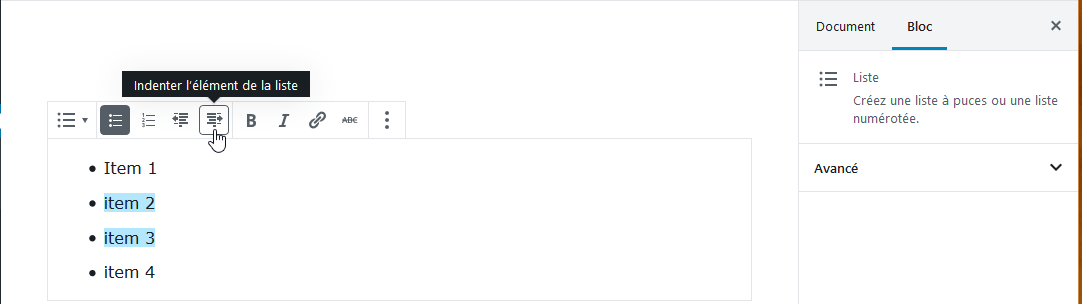 Document
Bloc
Indenter l'élément de la liste
Liste
Créez une liste à puces ou une liste
numérotée.
B I ABC
Avancé
Item 1
item 2
item 3
item 4